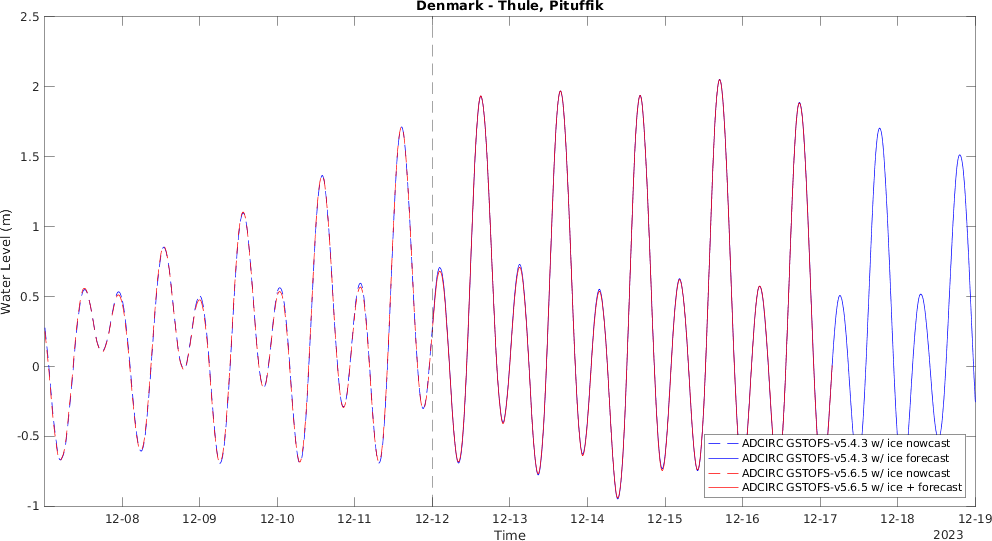 Denmark - Thule, Pituffik
2.5
2
1.5
1
0.5
0
-0.5
-1
Water Level (m)
ADCIRC GSTOFS-v5.4.3 w/ ice nowcast
ADCIRC GSTOFS-v5.4.3 w/ ice forecast
ADCIRC GSTOFS-v5.6.5 w/ ice nowcast
ADCIRC GSTOFS-v5.6.5 w/ ice + forecast
12-08 12-09 12-10 12-11 12-12 12-13 12-14 12-15 12-16 12-17 12-18 12-19
Time
2023